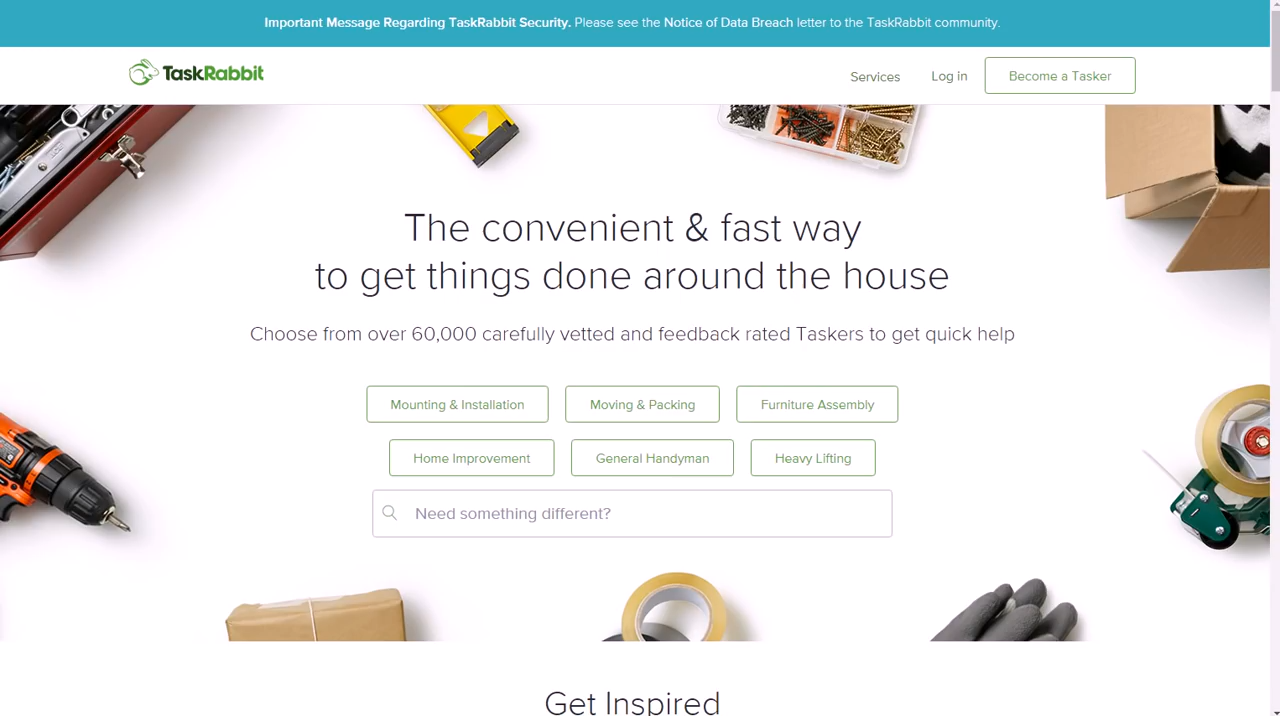 Important Message Regarding TaskRabbit Security. Please see the Notice of Data Breach letter to the TaskRabbit community.
TaskRabbit
Services
Log in
Become a Tasker
The convenient & fast way
to get things done around the house
Choose from over 60,000 carefully vetted and feedback rated Taskers to get quick help
Mounting & Installation
Moving & Packing
Furniture Assembly
Home Improvement
General Handyman
Heavy Lifting
Need something different?
Get Inspired